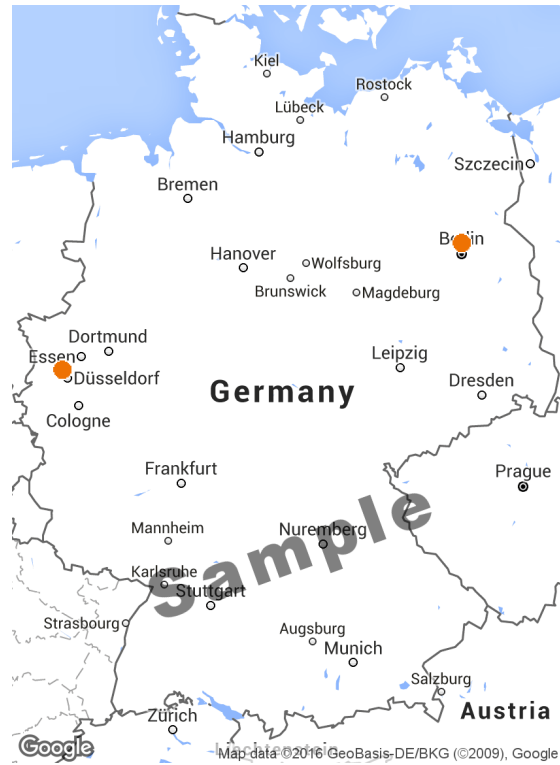 Kiel
Rostock
Lübeck
Hamburg
Szczecin
Bremen
Berlin
Hanover
Wolfsburg
Brunswick
Magdeburg
Dortmund
Essen
Leipzig
Düsseldorf
Germany
Dresden
Cologne
Frankfurt
Prague
Sample
Mannheim
Nuremberg
Karlsruhe
Stuttgart
Strasbourg
Augsburg
Munich
Salzburg
Zürich
Austria
Liechtenstein
Google
Map data ©2016 GeoBasis-DE/BKG (©2009), Google